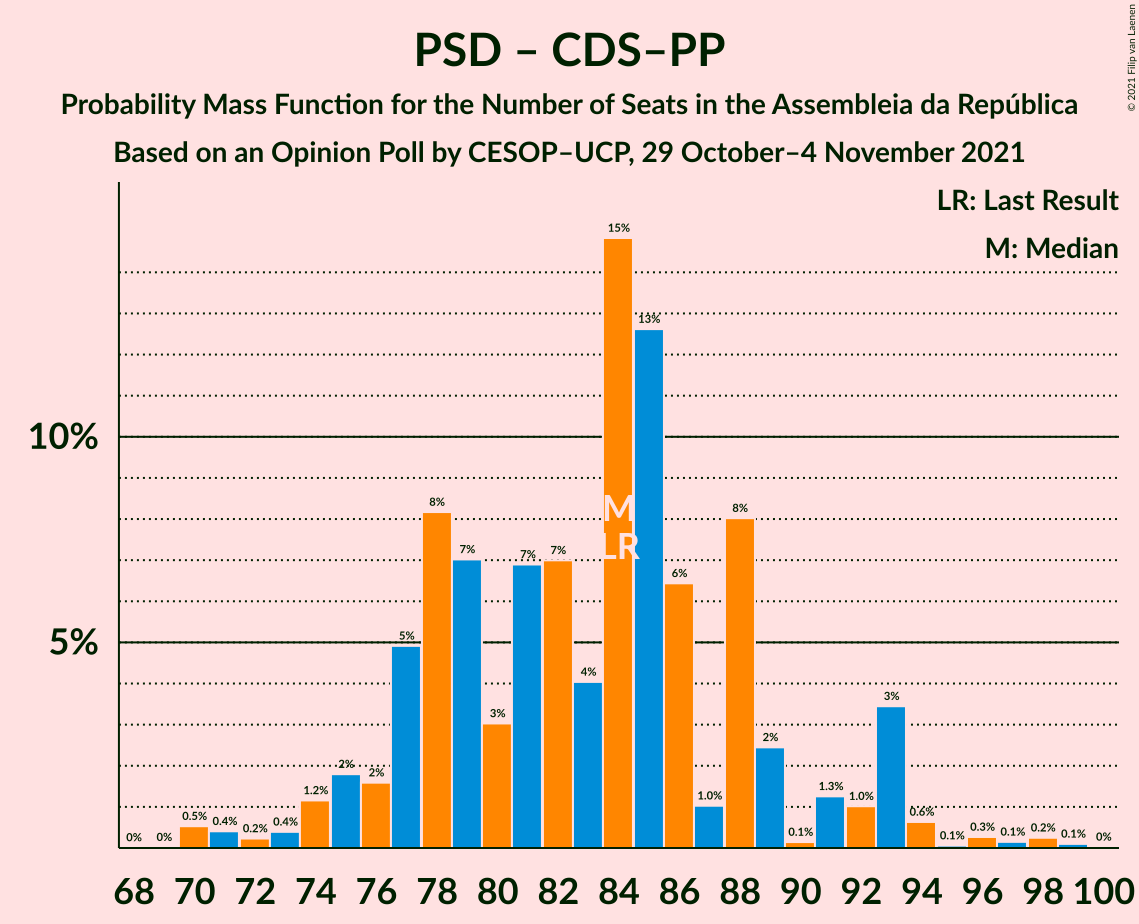 PSD – CDS–PP
Probability Mass Function for the Number of Seats in the Assembleia da República
Based on an Opinion Poll by CESOP–UCP, 29 October–4 November 2021
© 2021 Filip van Laenen
LR: Last Result
M: Median
10%
5%
0% 0% 0.5% 0.4% 0.2% 0.4% 1.2% 2% 2% 5% 8% 7% 3% 7% 7% 4% 15% 13% 6% 1.0% 8% 2% 0.1% 1.3% 1.0% 3% 0.6% 0.1% 0.3% 0.1% 0.2% 0.1% 0%
M
LR
68 70 72 74 76 78 80 82 84 86 88 90 92 94 96 98 100